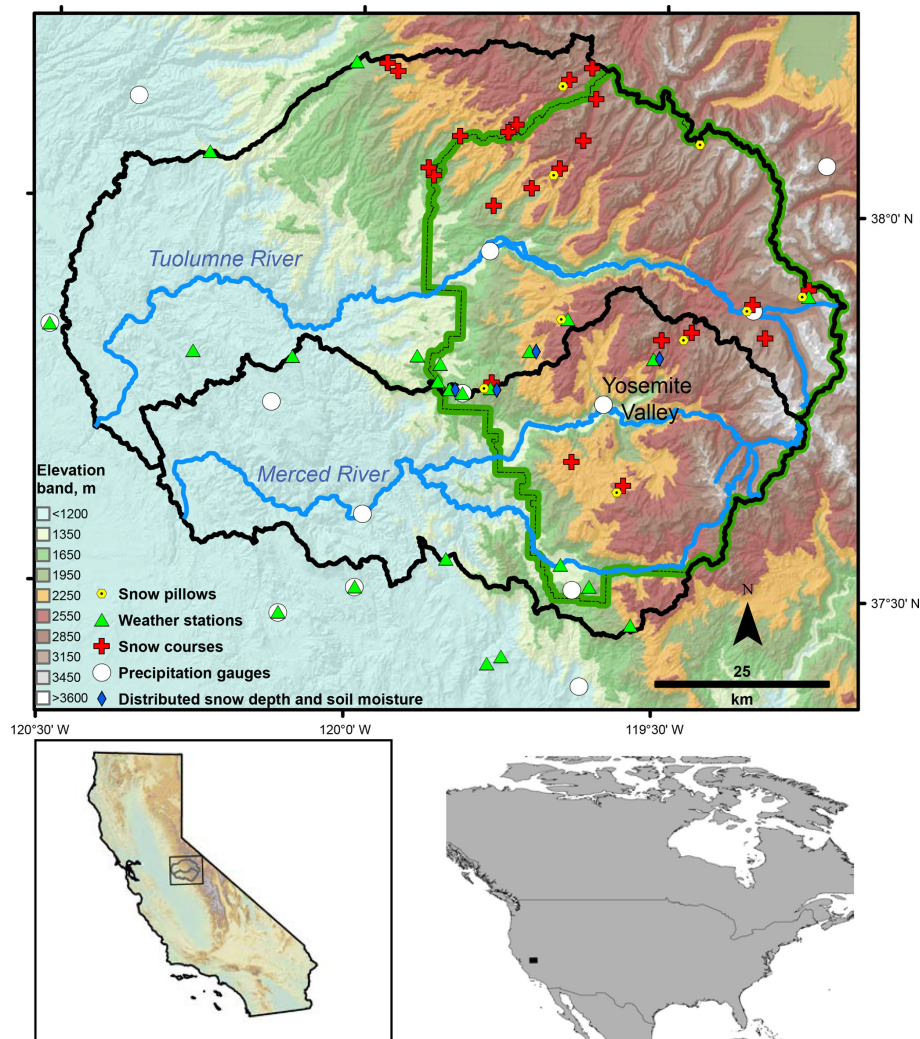 38°0' N
Tuolumne River
Yosemite
Valley
Merced River
Elevation
band, m
<1200
1350
1650
1950
2250
2550
2850
3150
3450
>3600
Snow pillows
Weather stations
Snow courses
Precipitation gauges
Distributed snow depth and soil moisture
N
25
km
37°30' N
120°30' W
120°0' W
119°30' W